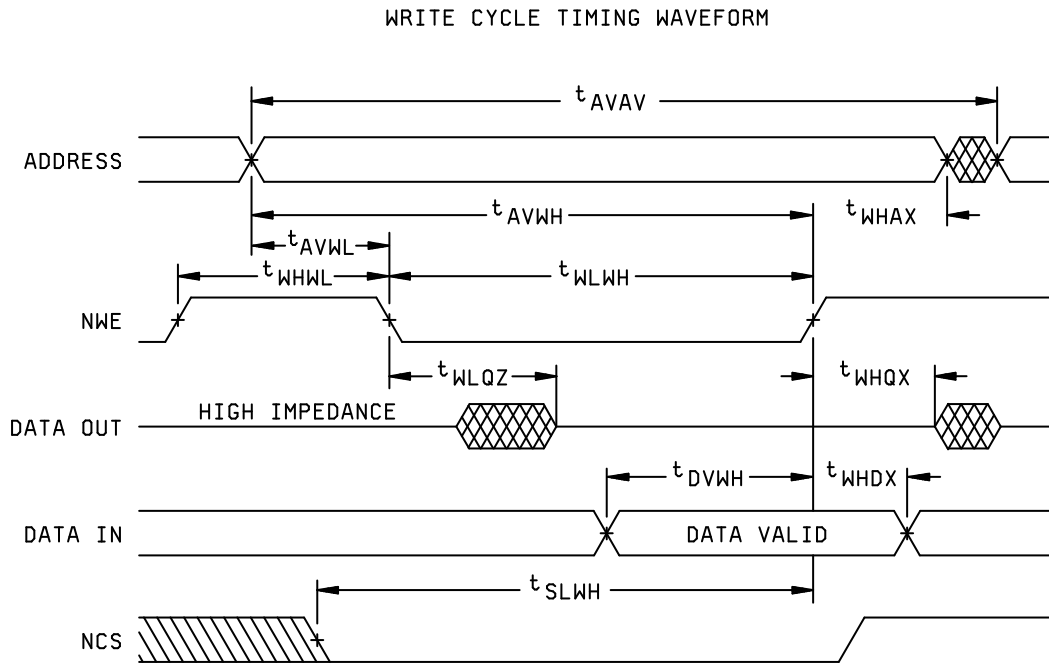 WRITE CYCLE TIMING WAVEFORM
tAVAV
ADDRESS
tAVWH
tWHAX
tAVWL
tWHWL
tWLWH
NWE
tWLQZ
tWHQX
HIGH IMPEDANCE
DATA OUT
tDVWH
tWHDX
DATA IN
DATA VALID
tSLWH
NCS